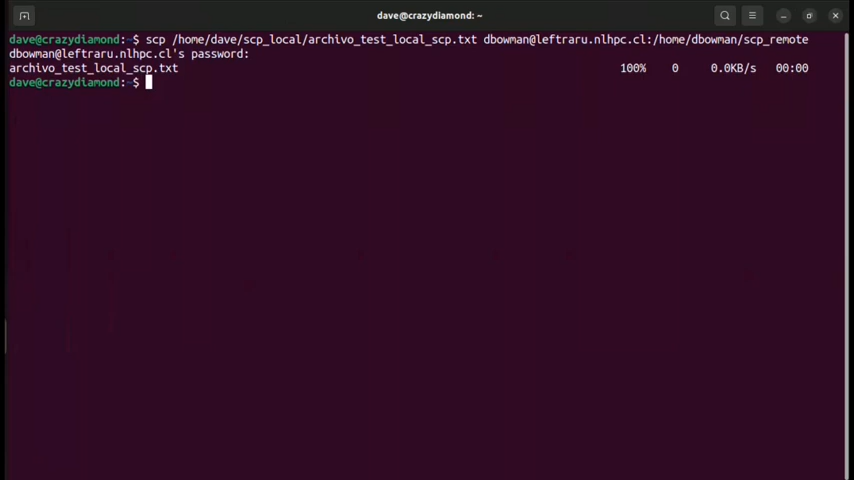 dave@crazydiamond: ~
dave@crazydiamond:~$ scp /home/dave/scp_local/archivo_test_local_scp.txt dbowman@leftraru.nlhpc.cl:/home/dbowman/scp_remote
dbowman@leftraru.nlhpc.cl's password:
archivo_test_local_scp.txt 100% 0 0.0KB/s 00:00
dave@crazydiamond:~$